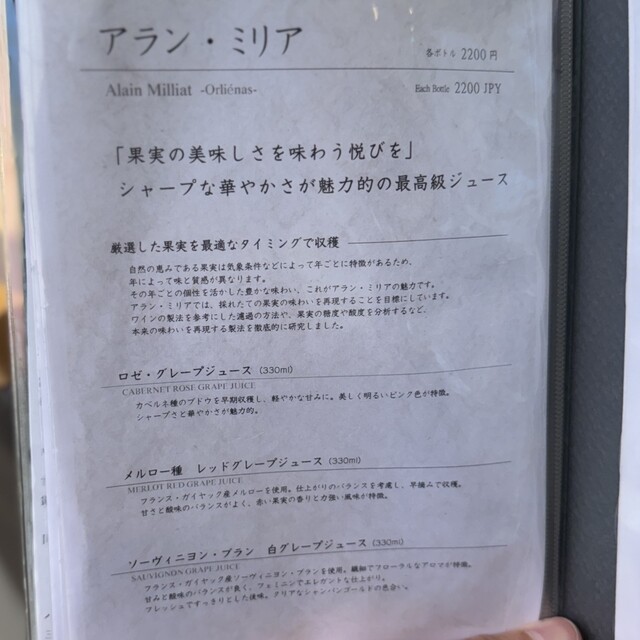 アラン・ミリア
各ボトル 2200 円
Alain Milliat -Orliénas-
Each Bottle 2200 JPY
「果実の美味しさを味わう悦びを」
シャープな華やかさが魅力的の最高級ジュース
厳選した果実を最適なタイミングで収穫
自然の恵みである果実は気象条件などによって年ごとに特徴があるため、
年によって味と質感が異なります。
その年ごとの個性を活かした豊かな味わい、これがアラン・ミリアの魅力です。
アラン・ミリアでは、採れたての果実の味わいを再現することを目標にしています。
ワインの製法を参考にした濾過の方法や、果実の糖度や酸度を分析するなど、
本来の味わいを再現する製法を徹底的に研究しました。
ロゼ・グレープジュース (330ml)
CABERNET ROSE GRAPE JUICE
カベルネ種のブドウを早期収穫し、軽やかな甘みに。美しく明るいピンク色が特徴。
シャープさと華やかさが魅力的。
メルロー種 レッドグレープジュース (330ml)
MERLOT RED GRAPE JUICE
フランス・ガイヤック産メルローを使用。仕上がりのバランスを考慮し、早摘みで収穫。
甘さと酸味のバランスがよく、赤い果実の香りと力強い風味が特徴。
ソーヴィニヨン・ブラン 白グレープジュース (330ml)
SAUVIGNON GRAPE JUICE
フランス・ガイヤック産ソーヴィニヨン・ブランを使用。繊細でフローラルなアロマが特徴。
甘みと酸味のバランスが良く、フェミニンでエレガントな仕上がり。
フレッシュですっきりとした後味。クリアなシャンパンゴールドの色合い。